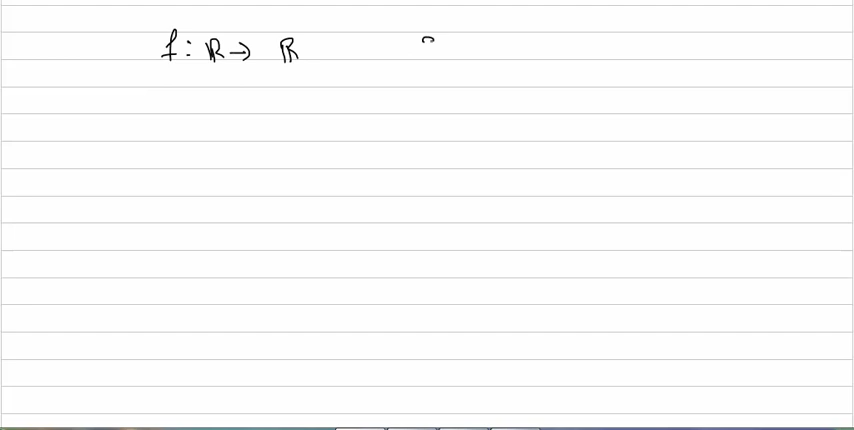 f: ℝ → ℝ